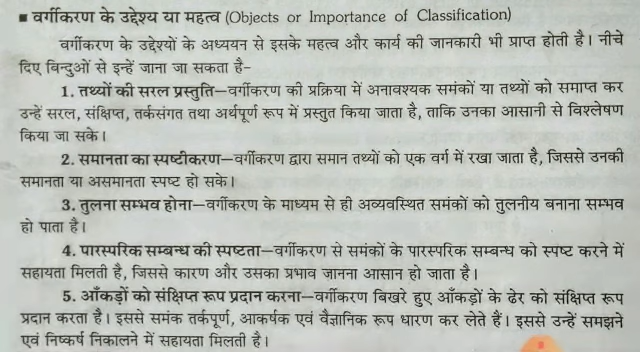 ■ वर्गीकरण के उद्देश्य या महत्व (Objects or Importance of Classification)
वर्गीकरण के उद्देश्यों के अध्ययन से इसके महत्व और कार्य की जानकारी भी प्राप्त होती है। नीचे
दिए विन्दुओं से इन्हें जाना जा सकता है–
1. तथ्यों की सरल प्रस्तुति–वर्गीकरण की प्रक्रिया में अनावश्यक समंकों या तथ्यों को समाप्त कर
उन्हें सरल, संक्षिप्त, तर्कसंगत तथा अर्थपूर्ण रूप में प्रस्तुत किया जाता है, ताकि उनका आसानी से विश्लेषण
किया जा सके।
2. समानता का स्पष्टीकरण–वर्गीकरण द्वारा समान तथ्यों को एक वर्ग में रखा जाता है, जिससे उनकी
समानता या असमानता स्पष्ट हो सके।
3. तुलना सम्भव होना–वर्गीकरण के माध्यम से ही अव्यवस्थित समंकों को तुलनीय बनाना सम्भव
हो पाता है।
4. पारस्परिक सम्बन्ध की स्पष्टता–वर्गीकरण से समंकों के पारस्परिक सम्बन्ध को स्पष्ट करने में
सहायता मिलती है, जिससे कारण और उसका प्रभाव जानना आसान हो जाता है।
5. आँकड़ों को संक्षिप्त रूप प्रदान करना–वर्गीकरण बिखरे हुए आँकड़ों के ढेर को संक्षिप्त रूप
प्रदान करता है। इससे समंक तर्कपूर्ण, आकर्षक एवं वैज्ञानिक रूप धारण कर लेते हैं। इससे उन्हें समझने
एवं निष्कर्ष निकालने में सहायता मिलती है।